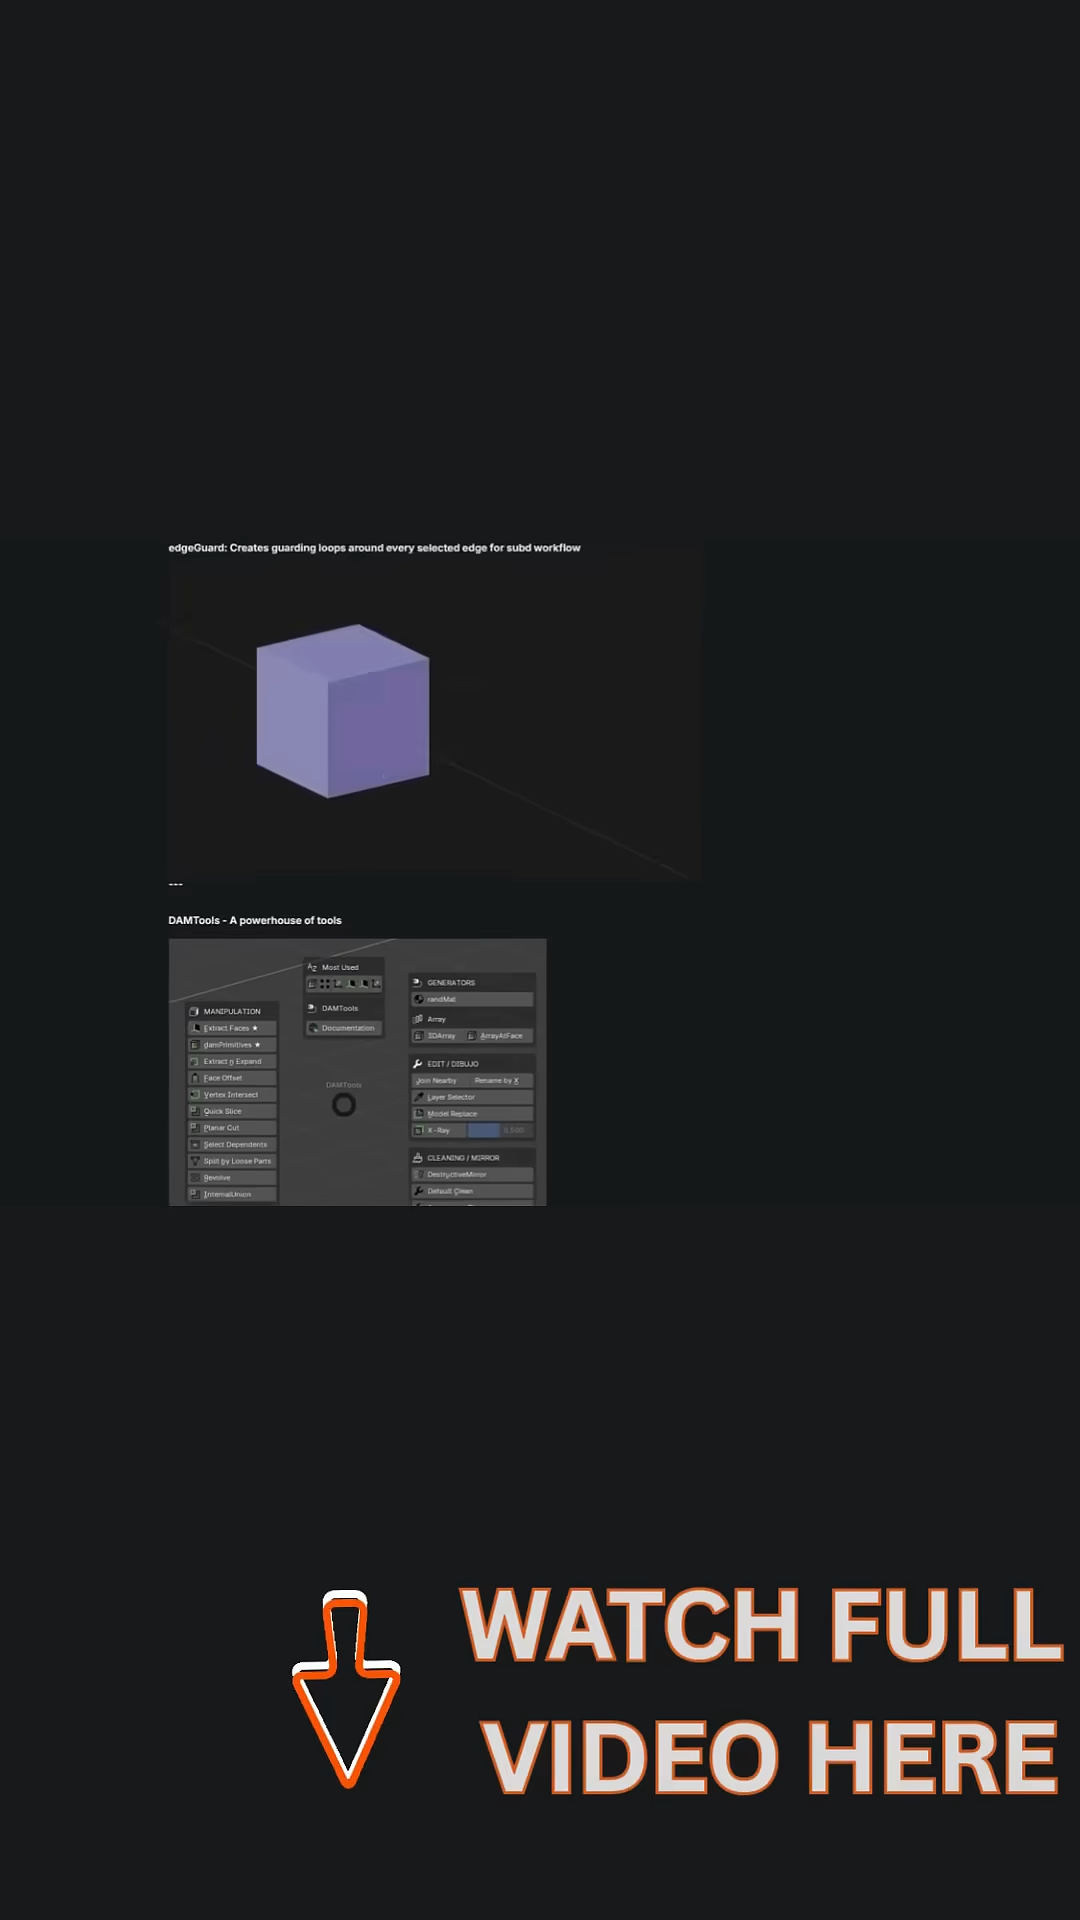 edgeGuard: Creates guarding loops around every selected edge for subd workflow
---
DAMTools - A powerhouse of tools
Most Used
DAMTools
Documentation
MANIPULATION
Extract Faces ★
damPrimitives ★
Extract n Expand
Face Offset
Vertex Intersect
Quick Slice
Planar Cut
Select Dependents
Split by Loose Parts
Revolve
InternalUnion
DAMTools
GENERATORS
randMat
Array
3DArray ArrayAtFace
EDIT / DIBUJO
Join Nearby Rename by X
Layer Selector
Model Replace
X-Ray 0.500
CLEANING / MIRROR
DestructiveMirror
Default Clean
WATCH FULL
VIDEO HERE